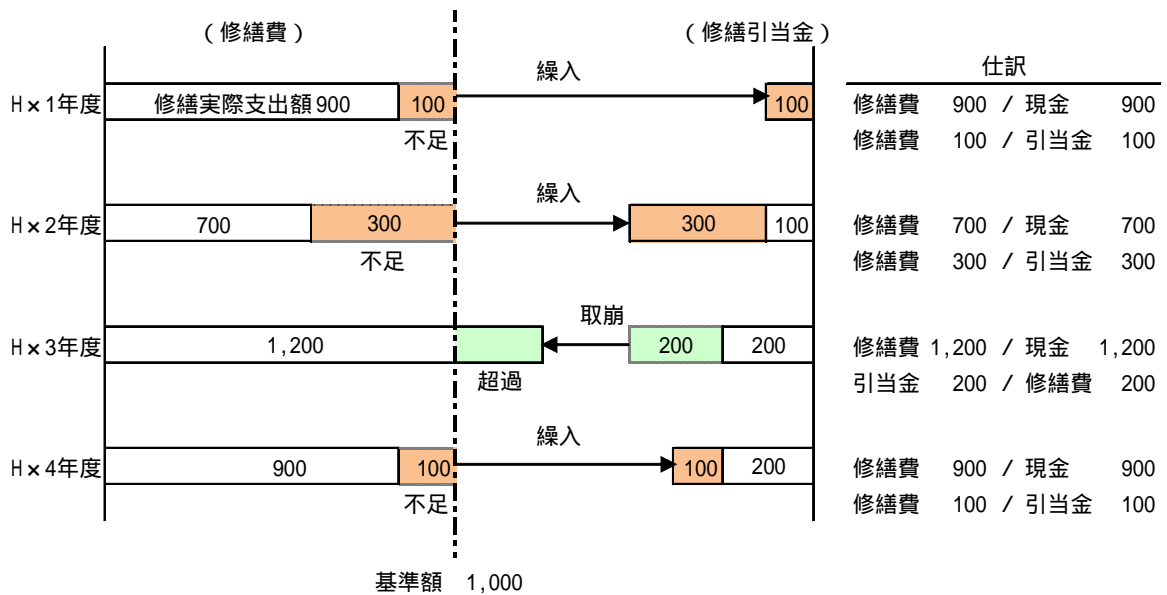 （修繕費） （修繕引当金）
仕訳
H×1年度 修繕実際支出額 900 100 繰入 100 修繕費 900 / 現金 900
不足 修繕費 100 / 引当金 100
H×2年度 700 300 繰入 300 100 修繕費 700 / 現金 700
不足 修繕費 300 / 引当金 300
取崩
H×3年度 1,200 200 200 修繕費 1,200 / 現金 1,200
超過 引当金 200 / 修繕費 200
繰入
H×4年度 900 100 100 200 修繕費 900 / 現金 900
不足 修繕費 100 / 引当金 100
基準額 1,000